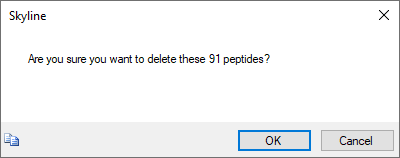 Skyline
Are you sure you want to delete these 91 peptides?
OK
Cancel